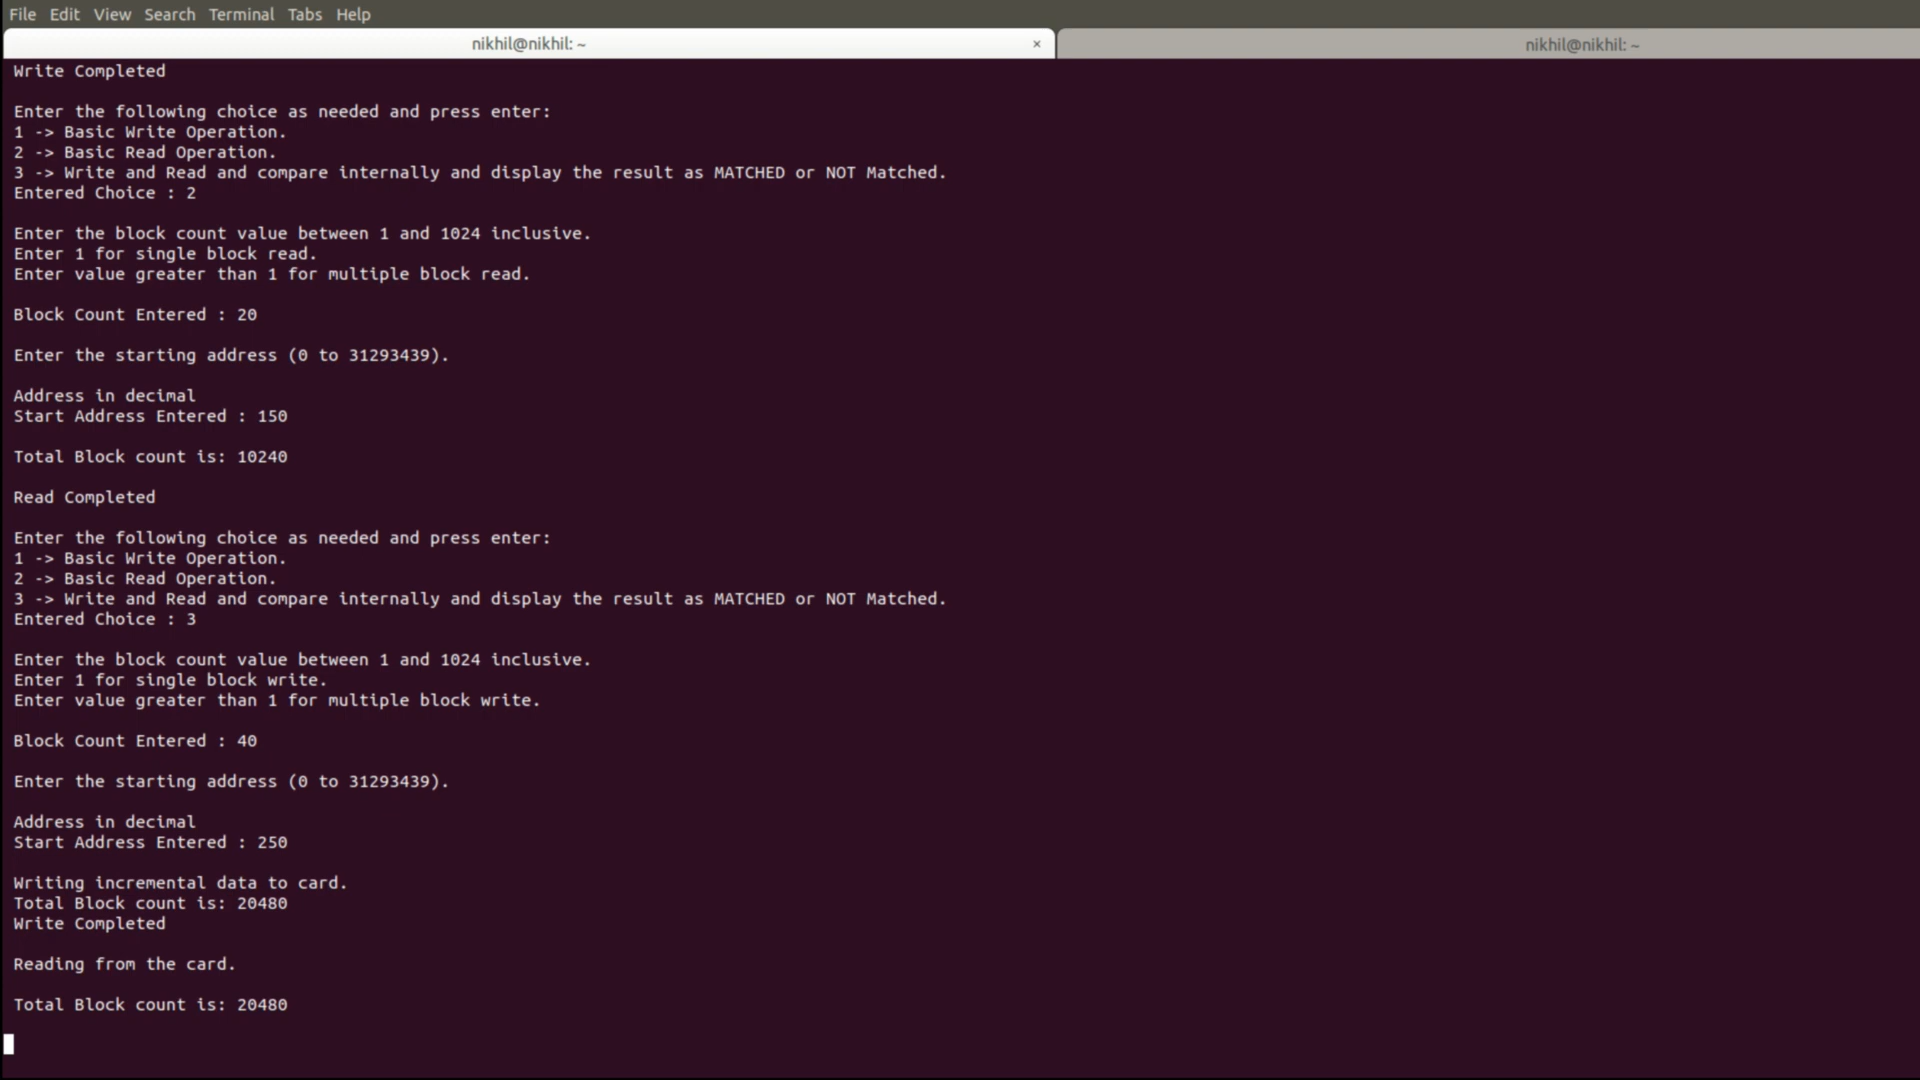 File Edit View Search Terminal Tabs Help
nikhil@nikhil: ~ ×
nikhil@nikhil: ~
Write Completed
Enter the following choice as needed and press enter:
1 -> Basic Write Operation.
2 -> Basic Read Operation.
3 -> Write and Read and compare internally and display the result as MATCHED or NOT Matched.
Entered Choice : 2
Enter the block count value between 1 and 1024 inclusive.
Enter 1 for single block read.
Enter value greater than 1 for multiple block read.
Block Count Entered : 20
Enter the starting address (0 to 31293439).
Address in decimal
Start Address Entered : 150
Total Block count is: 10240
Read Completed
Enter the following choice as needed and press enter:
1 -> Basic Write Operation.
2 -> Basic Read Operation.
3 -> Write and Read and compare internally and display the result as MATCHED or NOT Matched.
Entered Choice : 3
Enter the block count value between 1 and 1024 inclusive.
Enter 1 for single block write.
Enter value greater than 1 for multiple block write.
Block Count Entered : 40
Enter the starting address (0 to 31293439).
Address in decimal
Start Address Entered : 250
Writing incremental data to card.
Total Block count is: 20480
Write Completed
Reading from the card.
Total Block count is: 20480